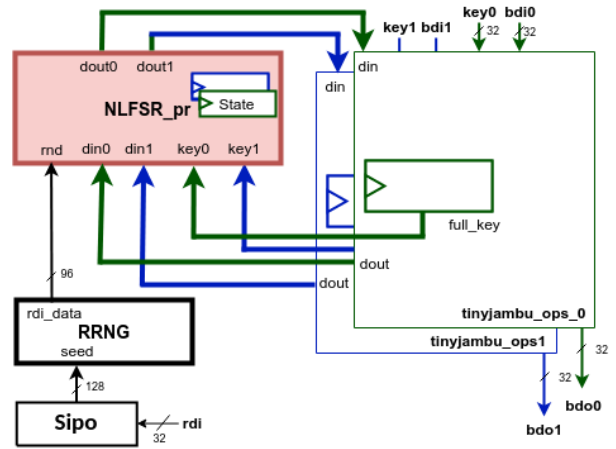 key0 bdi0
key1 bdi1
32 32
dout0 dout1
din
din
NLFSR_pr
State
rnd din0 din1 key0 key1
full_key
dout
dout
96
rdi_data
RRNG
seed
tinyjambu_ops_0
tinyjambu_ops1
32
32
128
Sipo
rdi
32
bdo0
bdo1